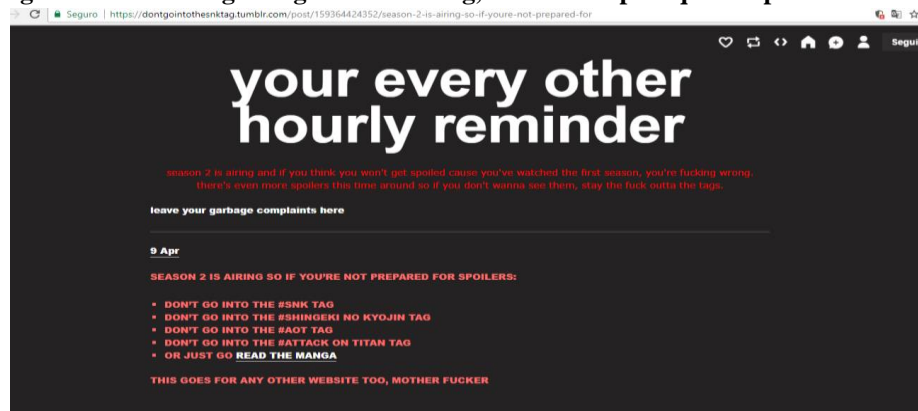 Seguro | https://dontgointothesnktag.tumblr.com/post/159364424352/season-2-is-airing-so-if-youre-not-prepared-for
Segui
your every other
hourly reminder
season 2 is airing and if you think you won't get spoiled cause you've watched the first season, you're fucking wrong.
there's even more spoilers this time around so if you don't wanna see them, stay the fuck outta the tags.
leave your garbage complaints here
9 Apr
SEASON 2 IS AIRING SO IF YOU'RE NOT PREPARED FOR SPOILERS:
▪ DON'T GO INTO THE #SNK TAG
▪ DON'T GO INTO THE #SHINGEKI NO KYOJIN TAG
▪ DON'T GO INTO THE #AOT TAG
▪ DON'T GO INTO THE #ATTACK ON TITAN TAG
▪ OR JUST GO READ THE MANGA
THIS GOES FOR ANY OTHER WEBSITE TOO, MOTHER FUCKER